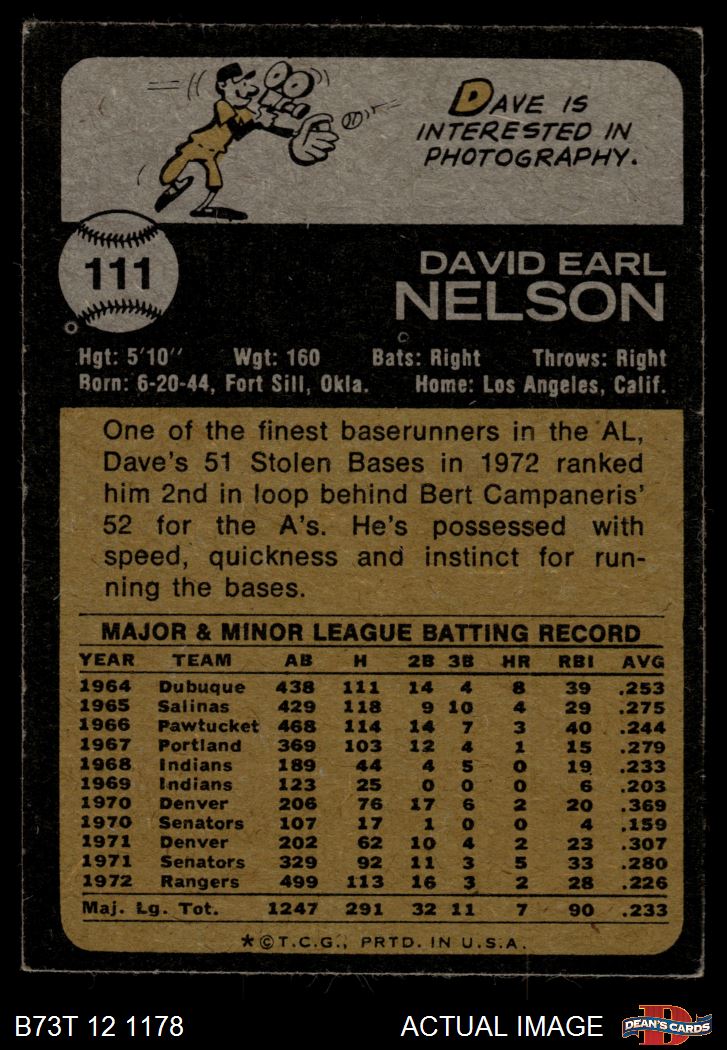 DAVE IS
INTERESTED IN
PHOTOGRAPHY.
111
DAVID EARL
NELSON
Hgt: 5'10" Wgt: 160 Bats: Right Throws: Right
Born: 6-20-44, Fort Sill, Okla. Home: Los Angeles, Calif.
One of the finest baserunners in the AL,
Dave's 51 Stolen Bases in 1972 ranked
him 2nd in loop behind Bert Campaneris'
52 for the A's. He's possessed with
speed, quickness and instinct for run-
ning the bases.
MAJOR & MINOR LEAGUE BATTING RECORD
YEAR TEAM AB H 2B 3B HR RBI AVG
1964 Dubuque 438 111 14 4 8 39 .253
1965 Salinas 429 118 9 10 4 29 .275
1966 Pawtucket 468 114 14 7 3 40 .244
1967 Portland 369 103 12 4 1 15 .279
1968 Indians 189 44 4 5 0 19 .233
1969 Indians 123 25 0 0 0 6 .203
1970 Denver 206 76 17 6 2 20 .369
1970 Senators 107 17 1 0 0 4 .159
1971 Denver 202 62 10 4 2 23 .307
1971 Senators 329 92 11 3 5 33 .280
1972 Rangers 499 113 16 3 2 28 .226
Maj. Lg. Tot. 1247 291 32 11 7 90 .233
*©T.C.G., PRTD. IN U.S.A.
B73T 12 1178 ACTUAL IMAGE D DEAN'S CARDS